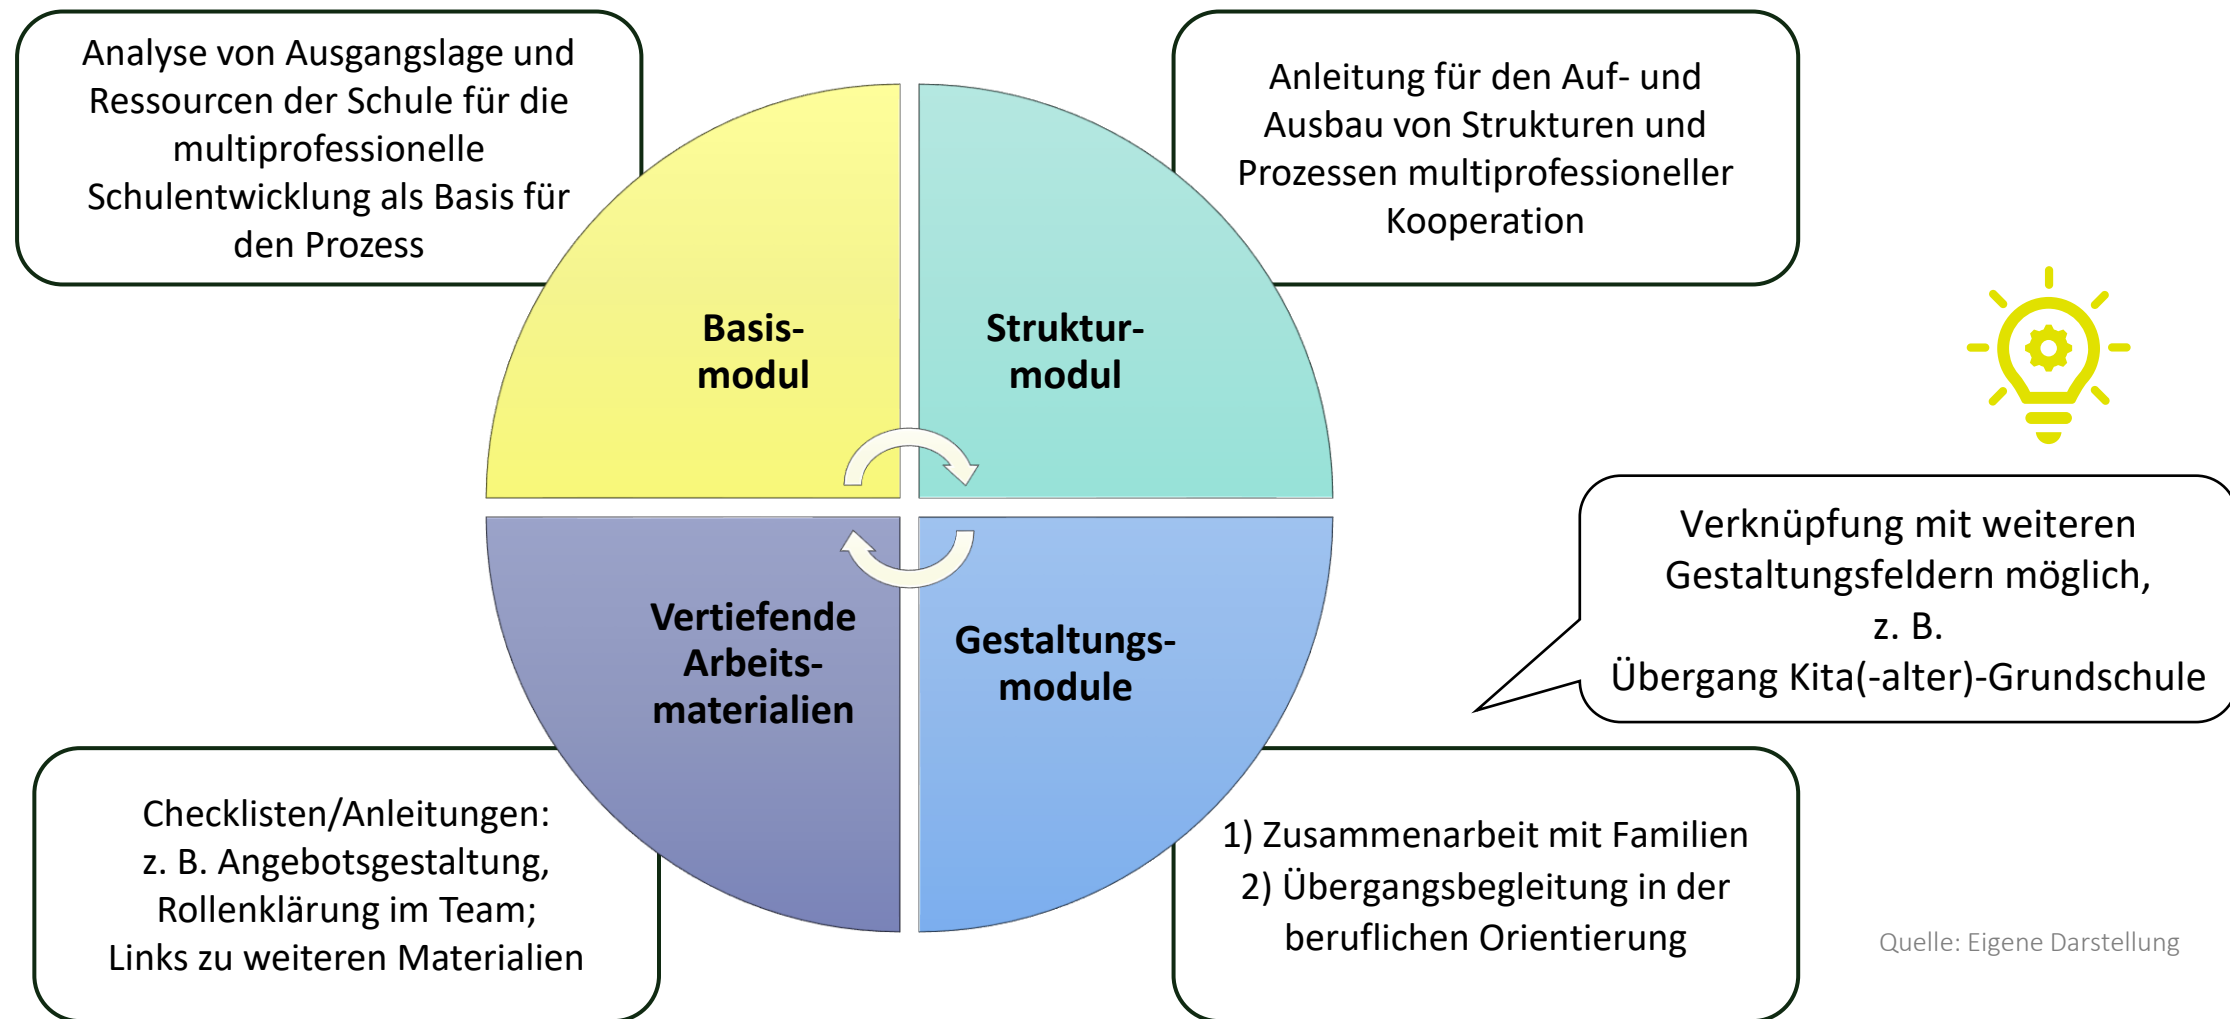 Analyse von Ausgangslage und
Ressourcen der Schule für die
multiprofessionelle
Schulentwicklung als Basis für
den Prozess
Anleitung für den Auf- und
Ausbau von Strukturen und
Prozessen multiprofessioneller
Kooperation
Basis-
modul
Struktur-
modul
Vertiefende
Arbeits-
materialien
Gestaltungs-
module
Verknüpfung mit weiteren
Gestaltungsfeldern möglich,
z. B.
Übergang Kita(-alter)-Grundschule
Checklisten/Anleitungen:
z. B. Angebotsgestaltung,
Rollenklärung im Team;
Links zu weiteren Materialien
1) Zusammenarbeit mit Familien
2) Übergangsbegleitung in der
beruflichen Orientierung
Quelle: Eigene Darstellung